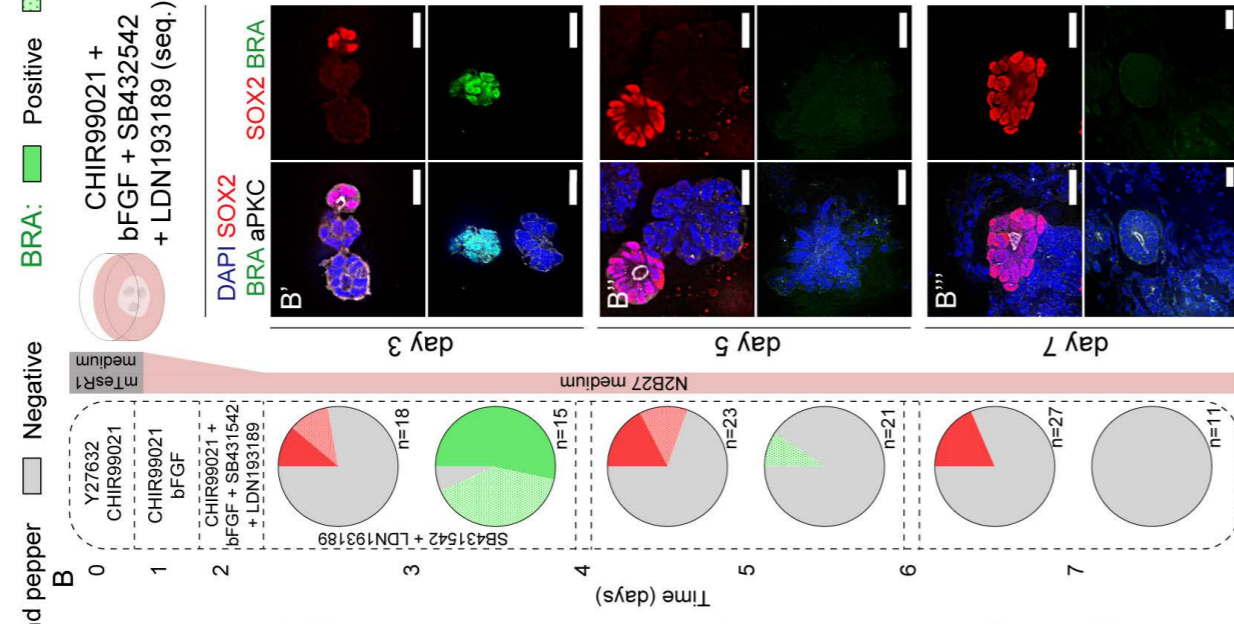 nd pepper
Negative
BRA:
Positive
B
CHIR99021 +
bFGF + SB432542
+ LDN193189 (seq.)
mTesR1
medium
N2B27 medium
Time (days)
0
1
2
3
4
5
6
7
Y27632
CHIR99021
CHIR99021
bFGF
CHIR99021 +
bFGF + SB431542
+ LDN193189
SB431542 + LDN193189
n=18
n=15
n=23
n=21
n=27
n=11
DAPI SOX2
BRA aPKC
SOX2 BRA
day 3
B'
day 5
B''
day 7
B'''